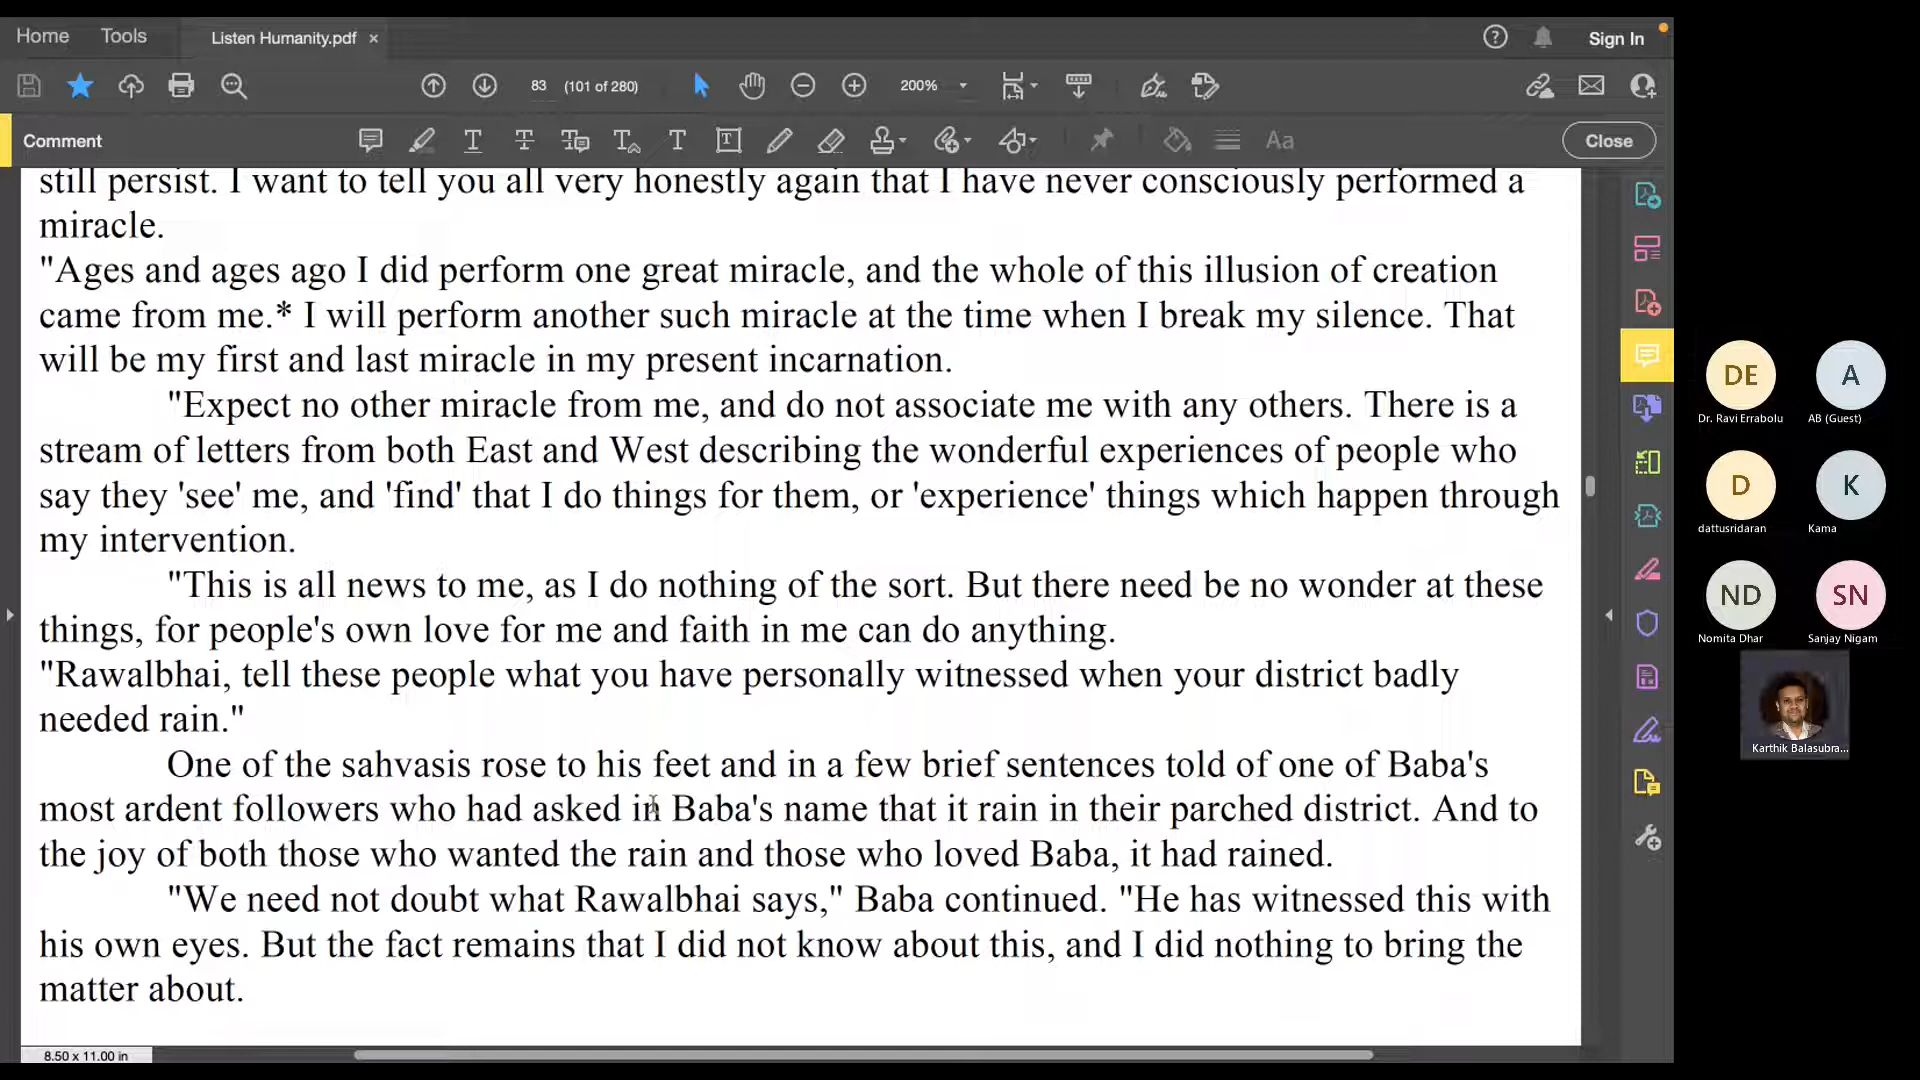 Home Tools Listen Humanity.pdf × Sign In
83 (101 of 280) 200%
Comment Close
still persist. I want to tell you all very honestly again that I have never consciously performed a
miracle.
"Ages and ages ago I did perform one great miracle, and the whole of this illusion of creation
came from me.* I will perform another such miracle at the time when I break my silence. That
will be my first and last miracle in my present incarnation.
"Expect no other miracle from me, and do not associate me with any others. There is a
stream of letters from both East and West describing the wonderful experiences of people who
say they 'see' me, and 'find' that I do things for them, or 'experience' things which happen through
my intervention.
"This is all news to me, as I do nothing of the sort. But there need be no wonder at these
things, for people's own love for me and faith in me can do anything.
"Rawalbhai, tell these people what you have personally witnessed when your district badly
needed rain."
One of the sahvasis rose to his feet and in a few brief sentences told of one of Baba's
most ardent followers who had asked in Baba's name that it rain in their parched district. And to
the joy of both those who wanted the rain and those who loved Baba, it had rained.
"We need not doubt what Rawalbhai says," Baba continued. "He has witnessed this with
his own eyes. But the fact remains that I did not know about this, and I did nothing to bring the
matter about.
8.50 x 11.00 in
DE A
Dr. Ravi Errabolu AB (Guest)
D K
dattusridaran Kama
ND SN
Nomita Dhar Sanjay Nigam
Karthik Balasubra...